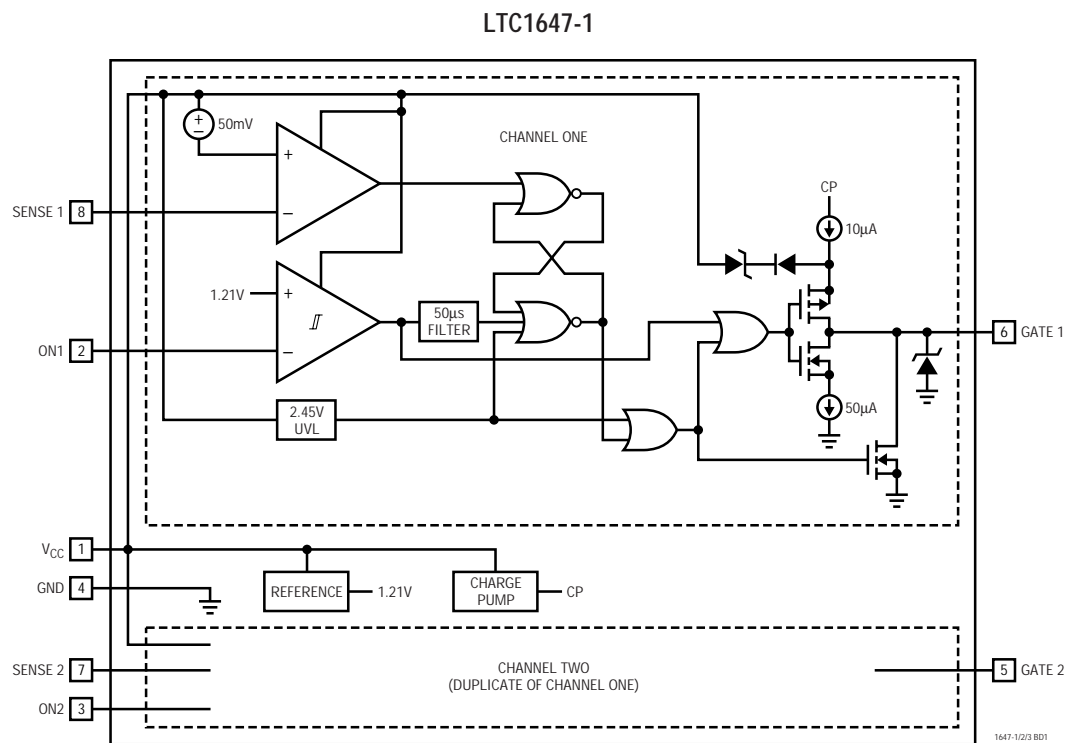 LTC1647-1
+
–
50mV
CHANNEL ONE
+
–
SENSE 1 8
CP
10µA
1.21V
+
–
50µs
FILTER
ON1 2
6 GATE 1
2.45V
UVL
50µA
VCC 1
GND 4
REFERENCE
1.21V
CHARGE
PUMP
CP
SENSE 2 7
CHANNEL TWO
(DUPLICATE OF CHANNEL ONE)
5 GATE 2
ON2 3
1647-1/2/3 BD1